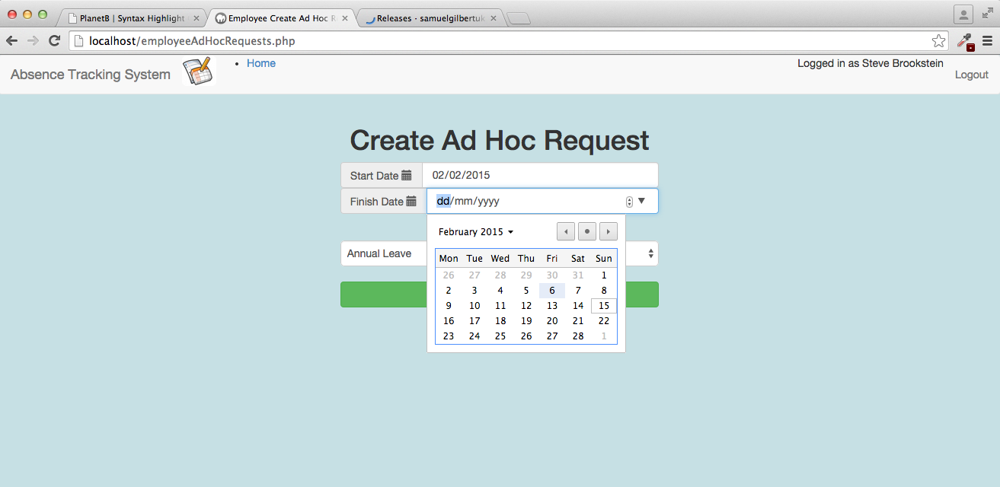 PlanetB | Syntax Highlight
Employee Create Ad Hoc R
Releases · samuelgilbertuk
localhost/employeeAdHocRequests.php
Absence Tracking System
• Home
Logged in as Steve Brookstein
Logout
Create Ad Hoc Request
Start Date 02/02/2015
Finish Date dd/mm/yyyy
February 2015
Annual Leave
Mon Tue Wed Thu Fri Sat Sun
26 27 28 29 30 31 1
2 3 4 5 6 7 8
9 10 11 12 13 14 15
16 17 18 19 20 21 22
23 24 25 26 27 28 1